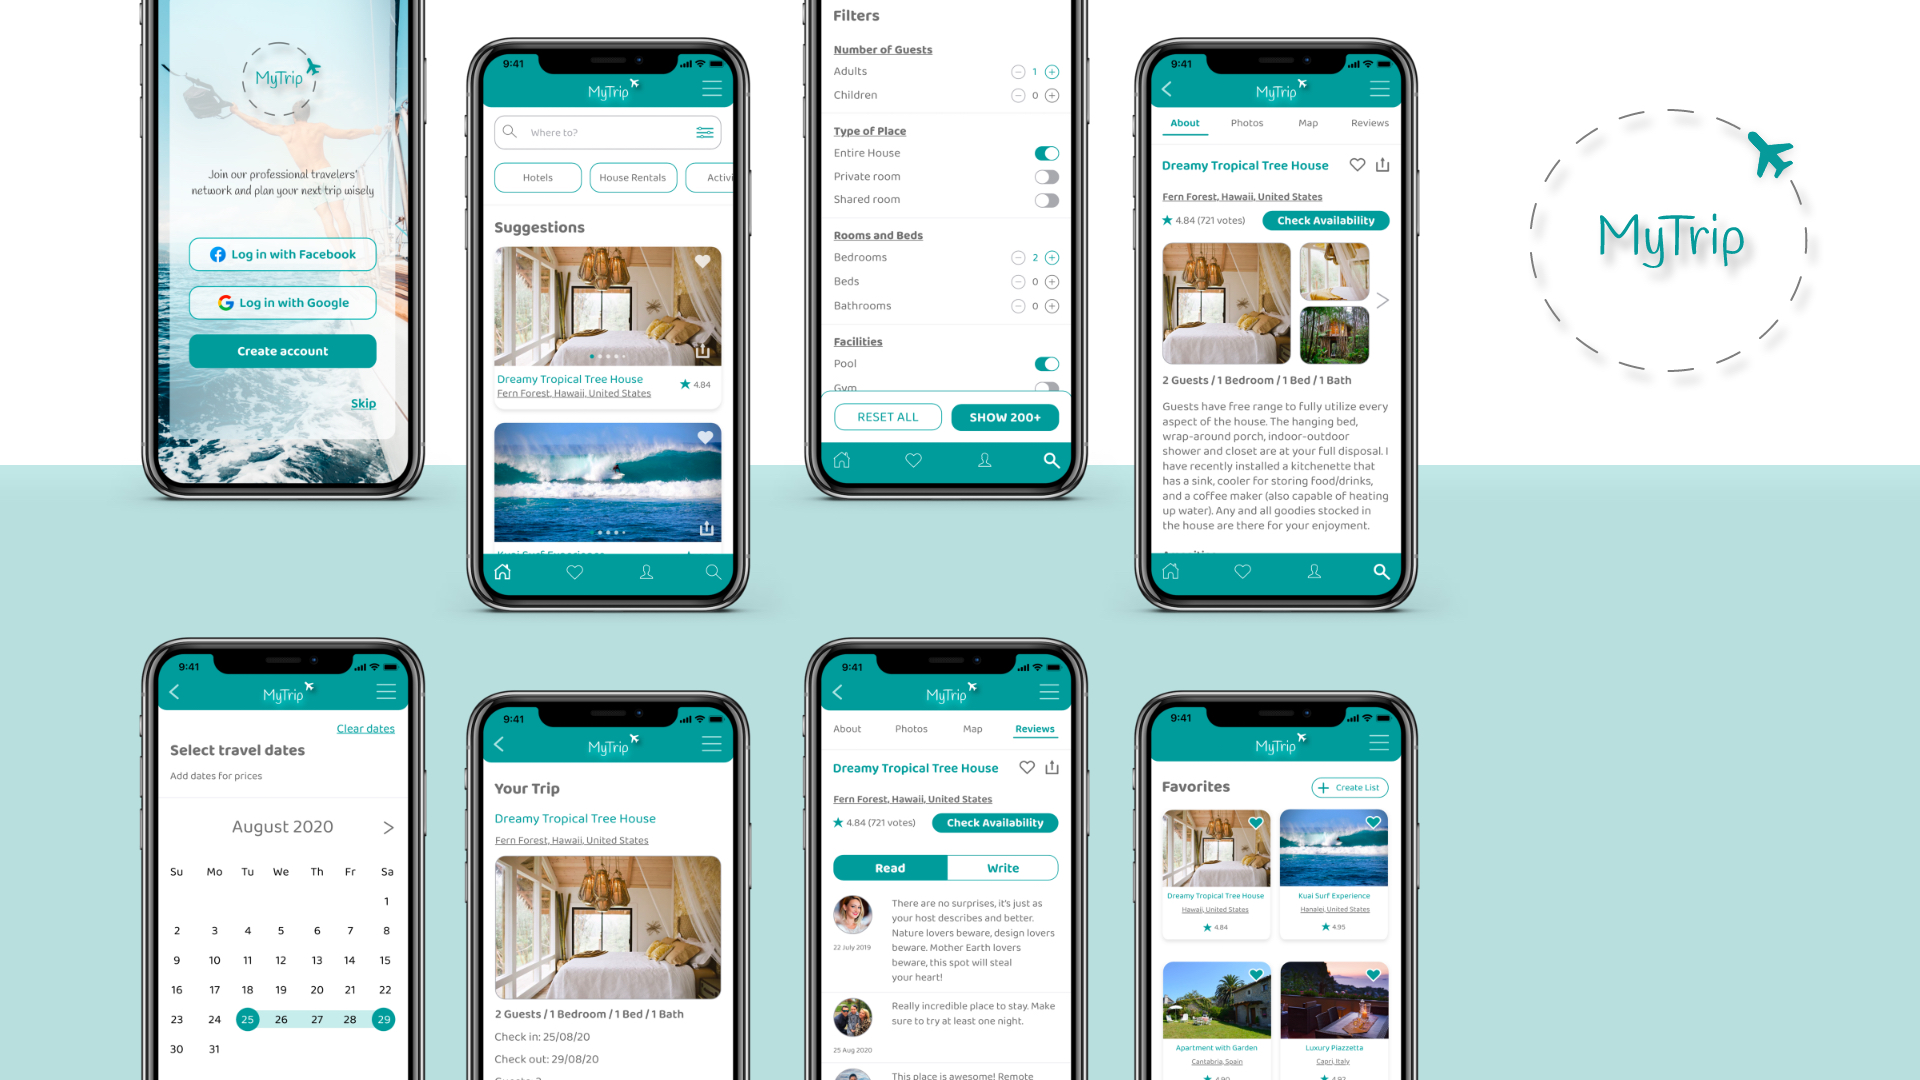 MyTrip
Join our professional travelers'
network and plan your next trip wisely
Log in with Facebook
Log in with Google
Create account
Skip
9:41
MyTrip
Where to?
Hotels
House Rentals
Activi
Suggestions
Dreamy Tropical Tree House
4.84
Fern Forest, Hawaii, United States
Kuai Surf Experience
Filters
Number of Guests
Adults
1
Children
0
Type of Place
Entire House
Private room
Shared room
Rooms and Beds
Bedrooms
2
Beds
0
Bathrooms
0
Facilities
Pool
Gym
RESET ALL
SHOW 200+
9:41
MyTrip
About
Photos
Map
Reviews
Dreamy Tropical Tree House
Fern Forest, Hawaii, United States
4.84 (721 votes)
Check Availability
2 Guests / 1 Bedroom / 1 Bed / 1 Bath
Guests have free range to fully utilize every
aspect of the house. The hanging bed,
wrap-around porch, indoor-outdoor
shower and closet are at your full disposal. I
have recently installed a kitchenette that
has a sink, cooler for storing food/drinks,
and a coffee maker (also capable of heating
up water). Any and all goodies stocked in
the house are there for your enjoyment.
MyTrip
9:41
MyTrip
Clear dates
Select travel dates
Add dates for prices
August 2020
Su Mo Tu We Th Fr Sa
1
2 3 4 5 6 7 8
9 10 11 12 13 14 15
16 17 18 19 20 21 22
23 24 25 26 27 28 29
30 31
9:41
MyTrip
Your Trip
Dreamy Tropical Tree House
Fern Forest, Hawaii, United States
2 Guests / 1 Bedroom / 1 Bed / 1 Bath
Check in: 25/08/20
Check out: 29/08/20
9:41
MyTrip
About
Photos
Map
Reviews
Dreamy Tropical Tree House
Fern Forest, Hawaii, United States
4.84 (721 votes)
Check Availability
Read
Write
There are no surprises, it's just as
your host describes and better.
Nature lovers beware, design lovers
beware. Mother Earth lovers
beware, this spot will steal
your heart!
22 July 2019
Really incredible place to stay. Make
sure to try at least one night.
25 Aug 2020
This place is awesome! Remote
9:41
MyTrip
Favorites
Create List
Dreamy Tropical Tree House
Hawaii, United States
4.84
Kuai Surf Experience
Hanalei, United States
4.95
Apartment with Garden
Cantabria, Spain
4.90
Luxury Piazzetta
Capri, Italy
4.93